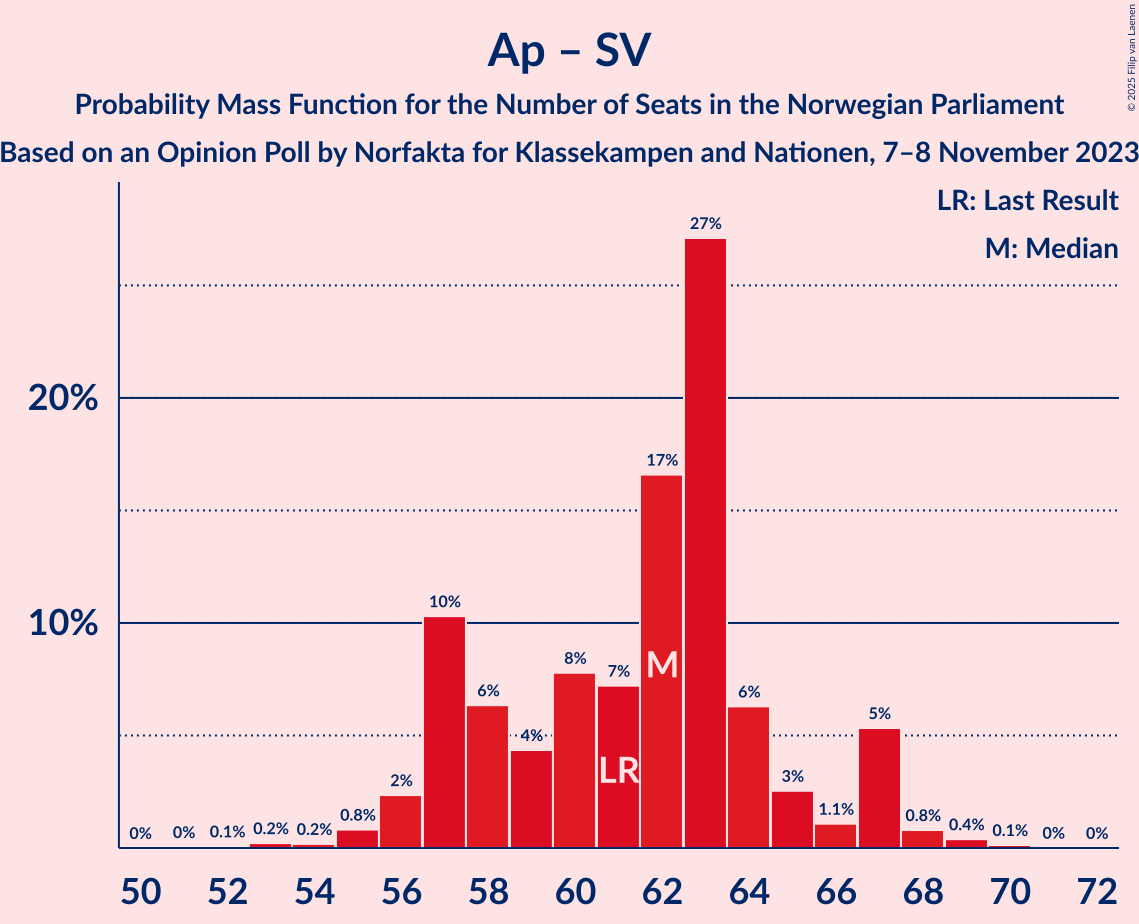 Ap – SV
Probability Mass Function for the Number of Seats in the Norwegian Parliament
Based on an Opinion Poll by Norfakta for Klassekampen and Nationen, 7–8 November 2023
© 2025 Filip van Laenen
LR: Last Result
M: Median
20%
10%
0%
0%
0.1%
0.2%
0.2%
0.8%
2%
10%
6%
4%
8%
7%
17%
27%
6%
3%
1.1%
5%
0.8%
0.4%
0.1%
0%
0%
LR
M
50 52 54 56 58 60 62 64 66 68 70 72